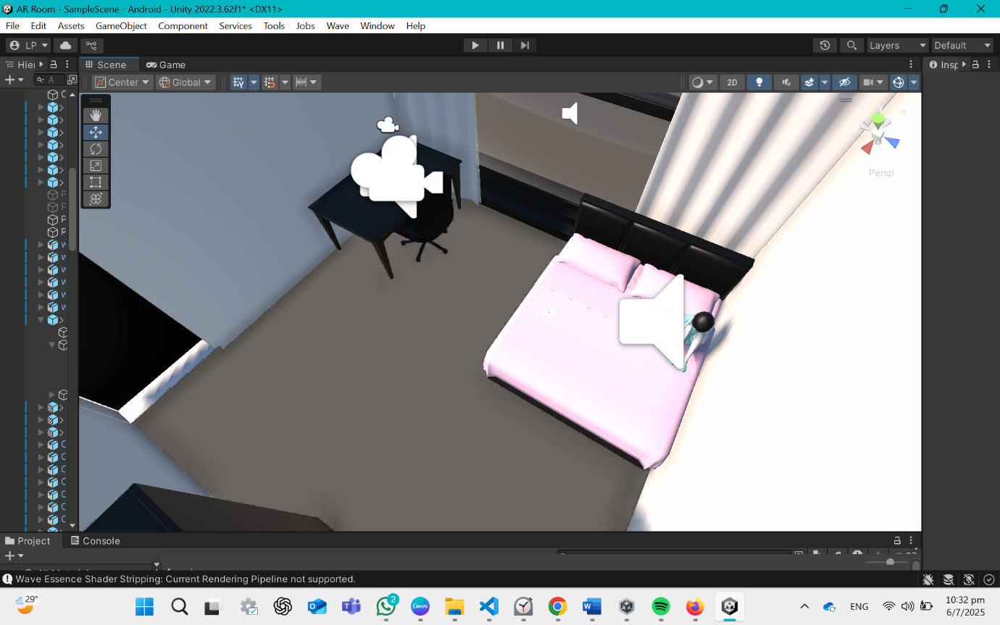 AR Room - SampleScene - Android - Unity 2022.3.62f1* <DX11>
File Edit Assets GameObject Component Services Tools Jobs Wave Window Help
LP Layers Default
Hier Scene Game Insp
A Center Global 2D
C
P
P
P
P
w
w
w
w
w
w
C
C
C
C
C
C
C
y
Persp
Project Console
Wave Essence Shader Stripping: Current Rendering Pipeline not supported.
29°
2
Canva
ENG
10:32 pm
6/7/2025